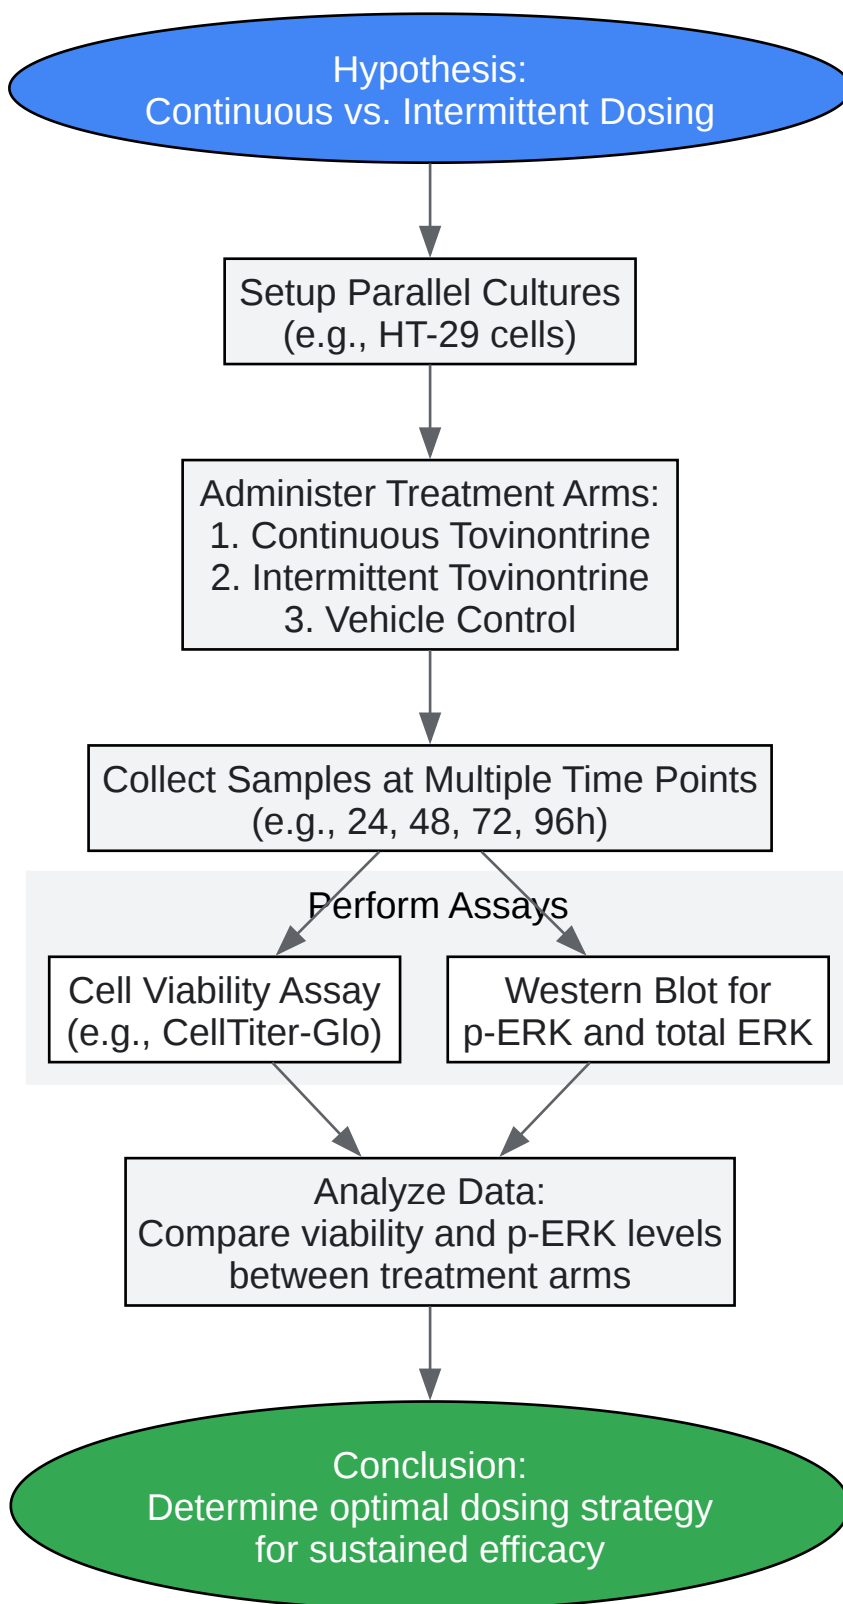 Hypothesis:
Continuous vs. Intermittent Dosing
Setup Parallel Cultures
(e.g., HT-29 cells)
Administer Treatment Arms:
1. Continuous Tovinontrine
2. Intermittent Tovinontrine
3. Vehicle Control
Collect Samples at Multiple Time Points
(e.g., 24, 48, 72, 96h)
Perform Assays
Cell Viability Assay
(e.g., CellTiter-Glo)
Western Blot for
p-ERK and total ERK
Analyze Data:
Compare viability and p-ERK levels
between treatment arms
Conclusion:
Determine optimal dosing strategy
for sustained efficacy